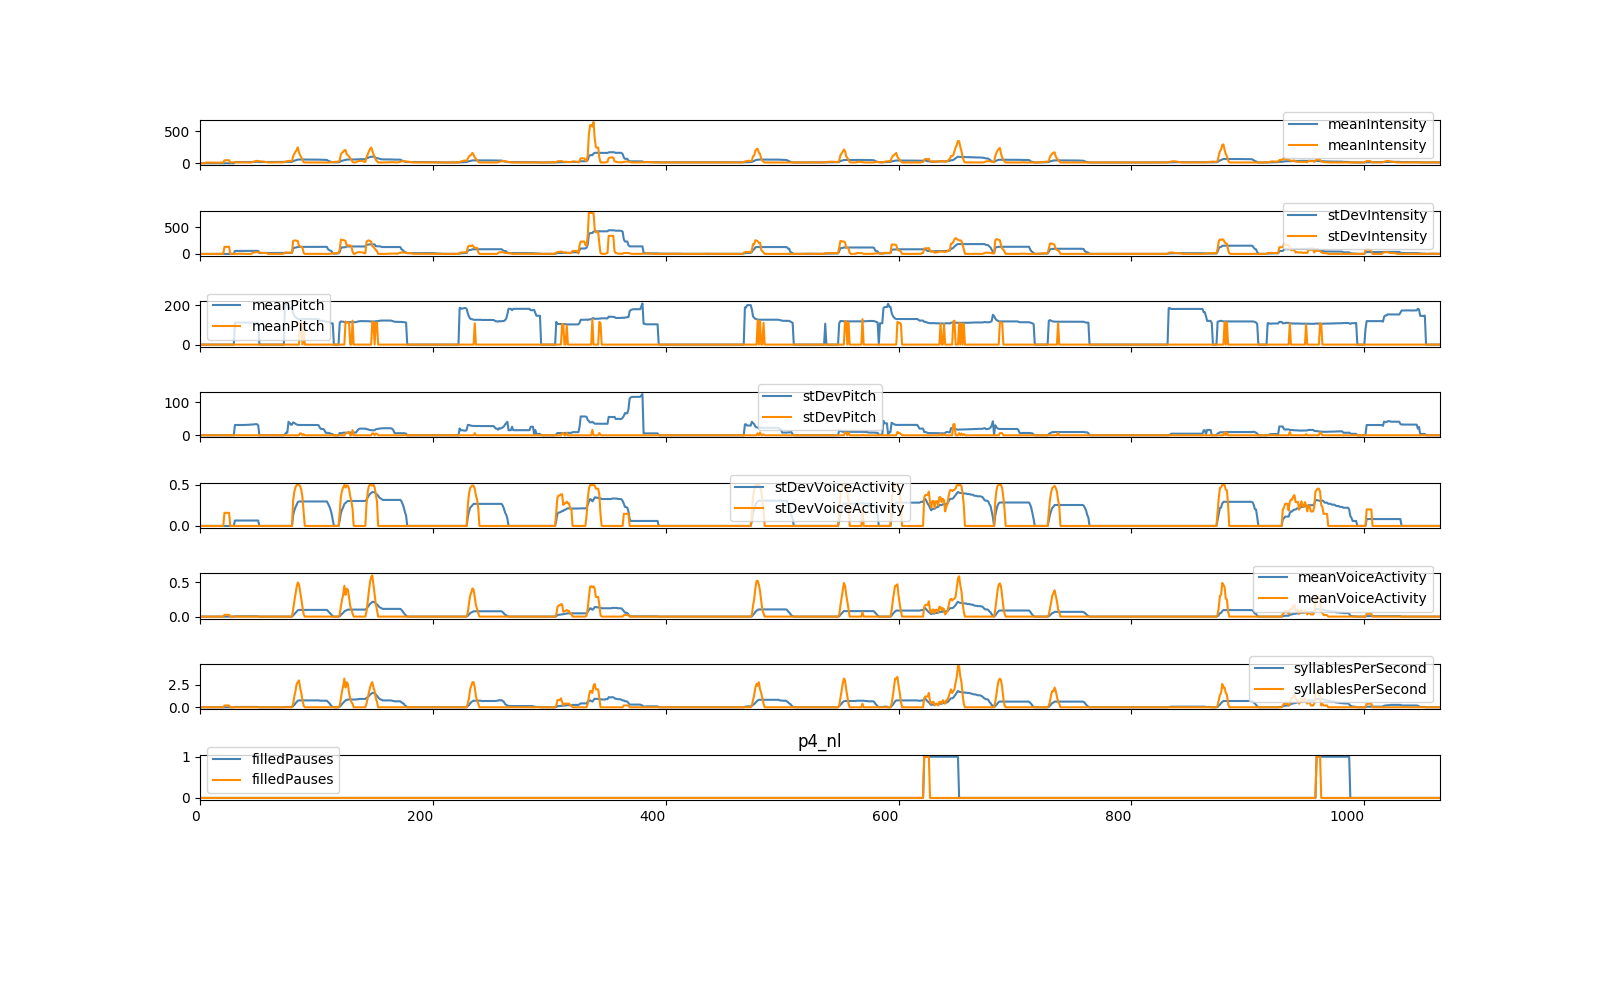 500
0
meanIntensity
meanIntensity
500
0
stDevIntensity
stDevIntensity
200
0
meanPitch
meanPitch
100
0
stDevPitch
stDevPitch
0.5
0.0
stDevVoiceActivity
stDevVoiceActivity
0.5
0.0
meanVoiceActivity
meanVoiceActivity
2.5
0.0
syllablesPerSecond
syllablesPerSecond
p4_nl
1
0
filledPauses
filledPauses
0 200 400 600 800 1000